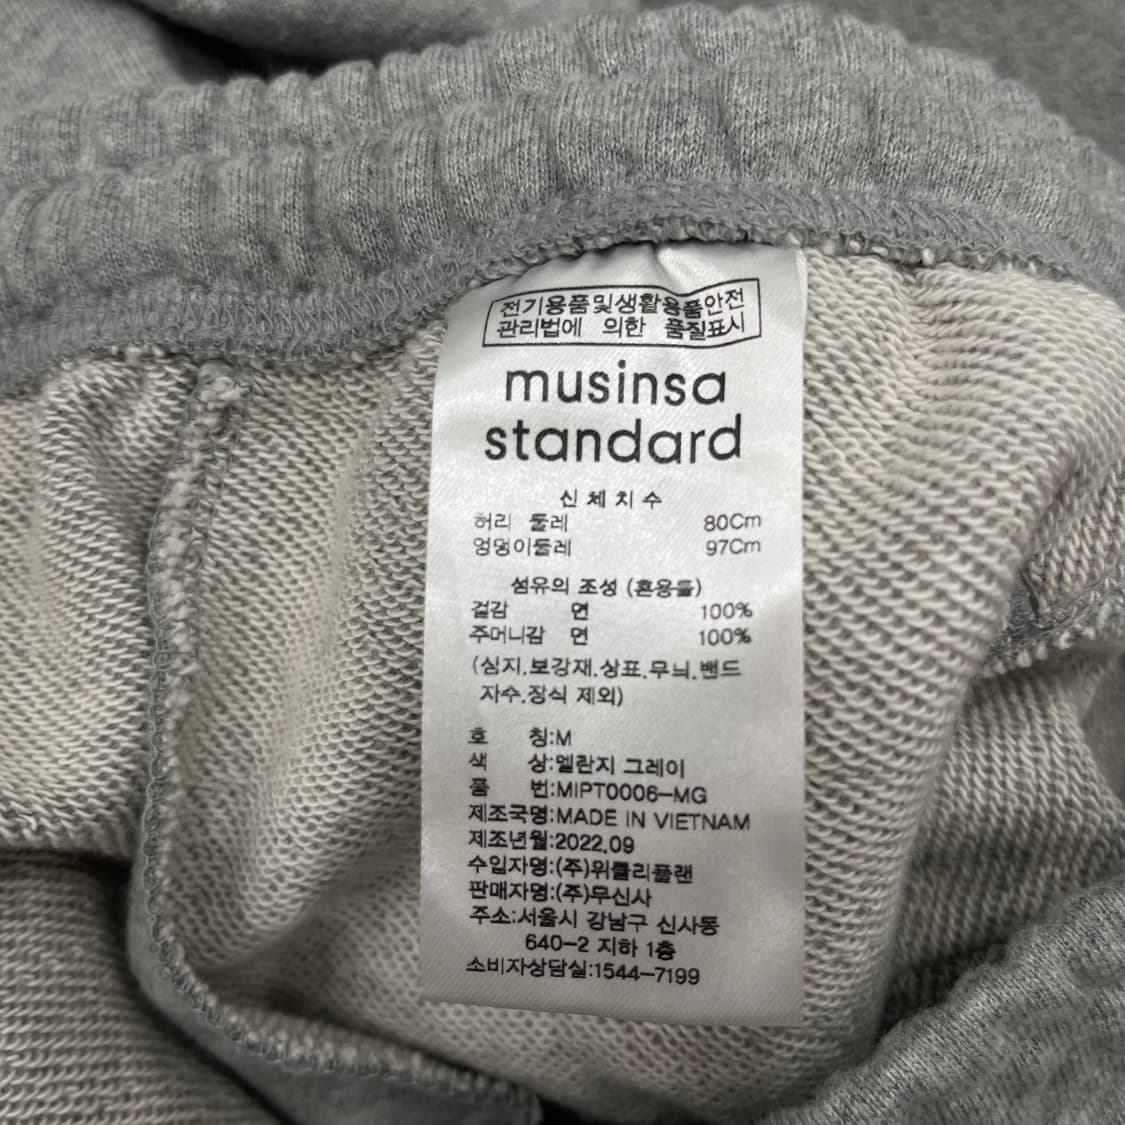 전기용품및생활용품안전
관리법에 의한 품질표시
musinsa
standard
신체치수
허리 둘레 80Cm
엉덩이둘레 97Cm
섬유의 조성 (혼용률)
겉감 면 100%
주머니감 면 100%
(심지.보강재.상표.무늬.밴드
자수.장식 제외)
호 칭:M
색 상:멜란지 그레이
품 번:MIPT0006-MG
제조국명:MADE IN VIETNAM
제조년월:2022.09
수입자명:(주)위클리플랜
판매자명:(주)무신사
주소:서울시 강남구 신사동
640-2 지하 1층
소비자상담실:1544-7199